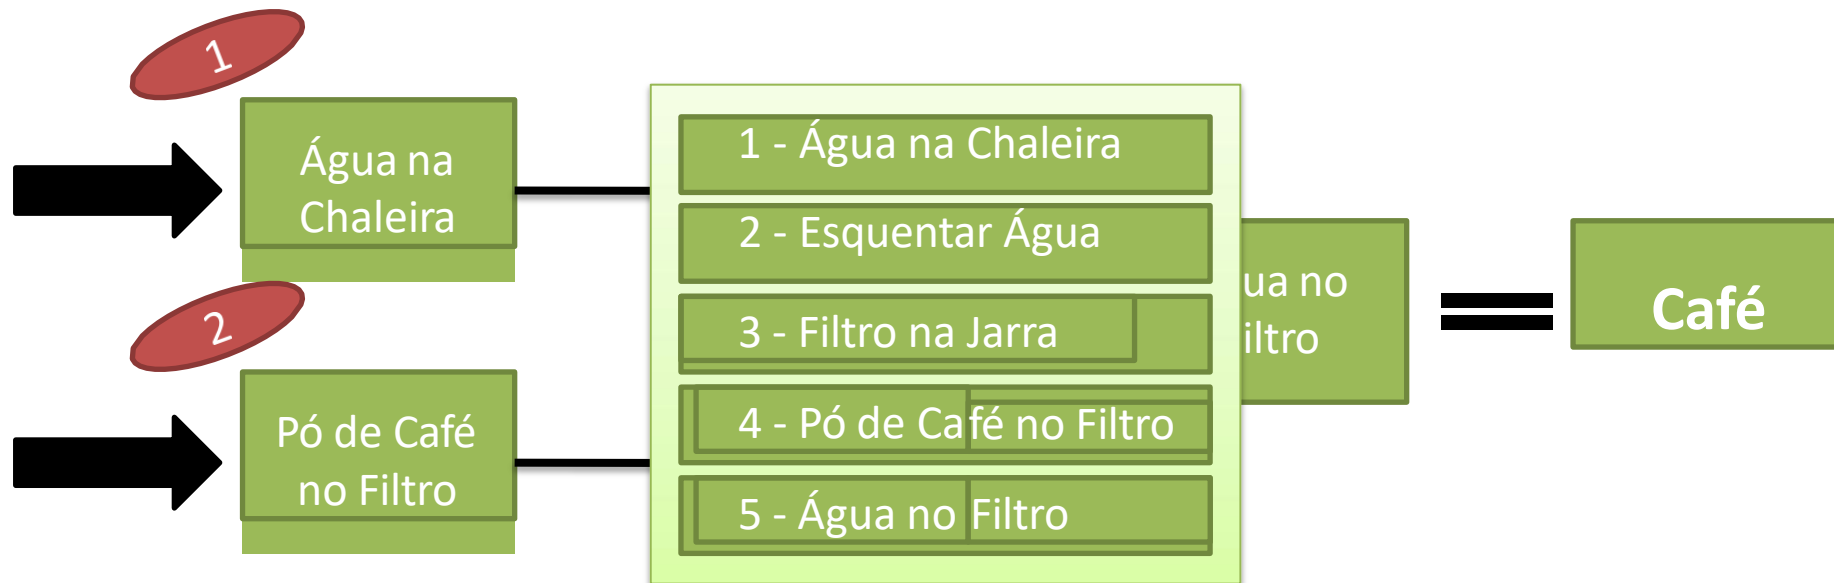 1
Água na
Chaleira
2
Pó de Café
no Filtro
1 - Água na Chaleira
2 - Esquentar Água
3 - Filtro na Jarra
4 - Pó de Café no Filtro
5 - Água no Filtro
ua no
iltro
Café